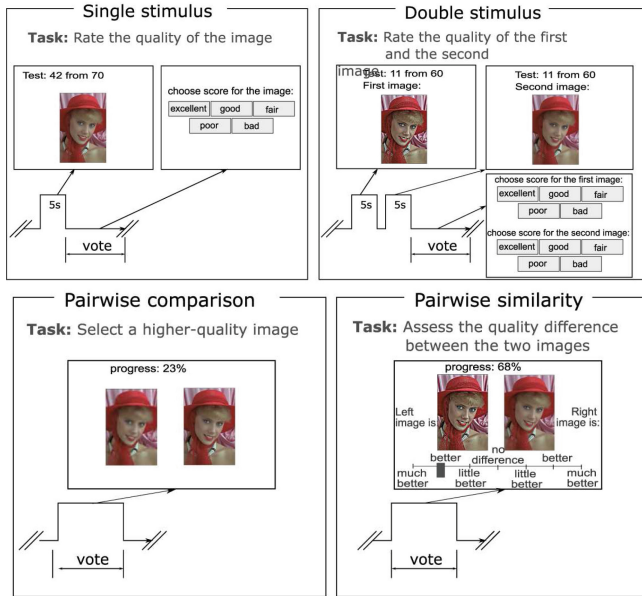 Single stimulus
Task: Rate the quality of the image
Test: 42 from 70
choose score for the image:
excellent good fair
poor bad
5s
vote
Double stimulus
Task: Rate the quality of the first
and the second
image
Test: 11 from 60
First image:
Test: 11 from 60
Second image:
5s 5s
vote
choose score for the first image:
excellent good fair
poor bad
choose score for the second image:
excellent good fair
poor bad
Pairwise comparison
Task: Select a higher-quality image
progress: 23%
vote
Pairwise similarity
Task: Assess the quality difference
between the two images
progress: 68%
Left
image is:
Right
image is:
no
better difference better
much
better
little
better
little
better
much
better
vote